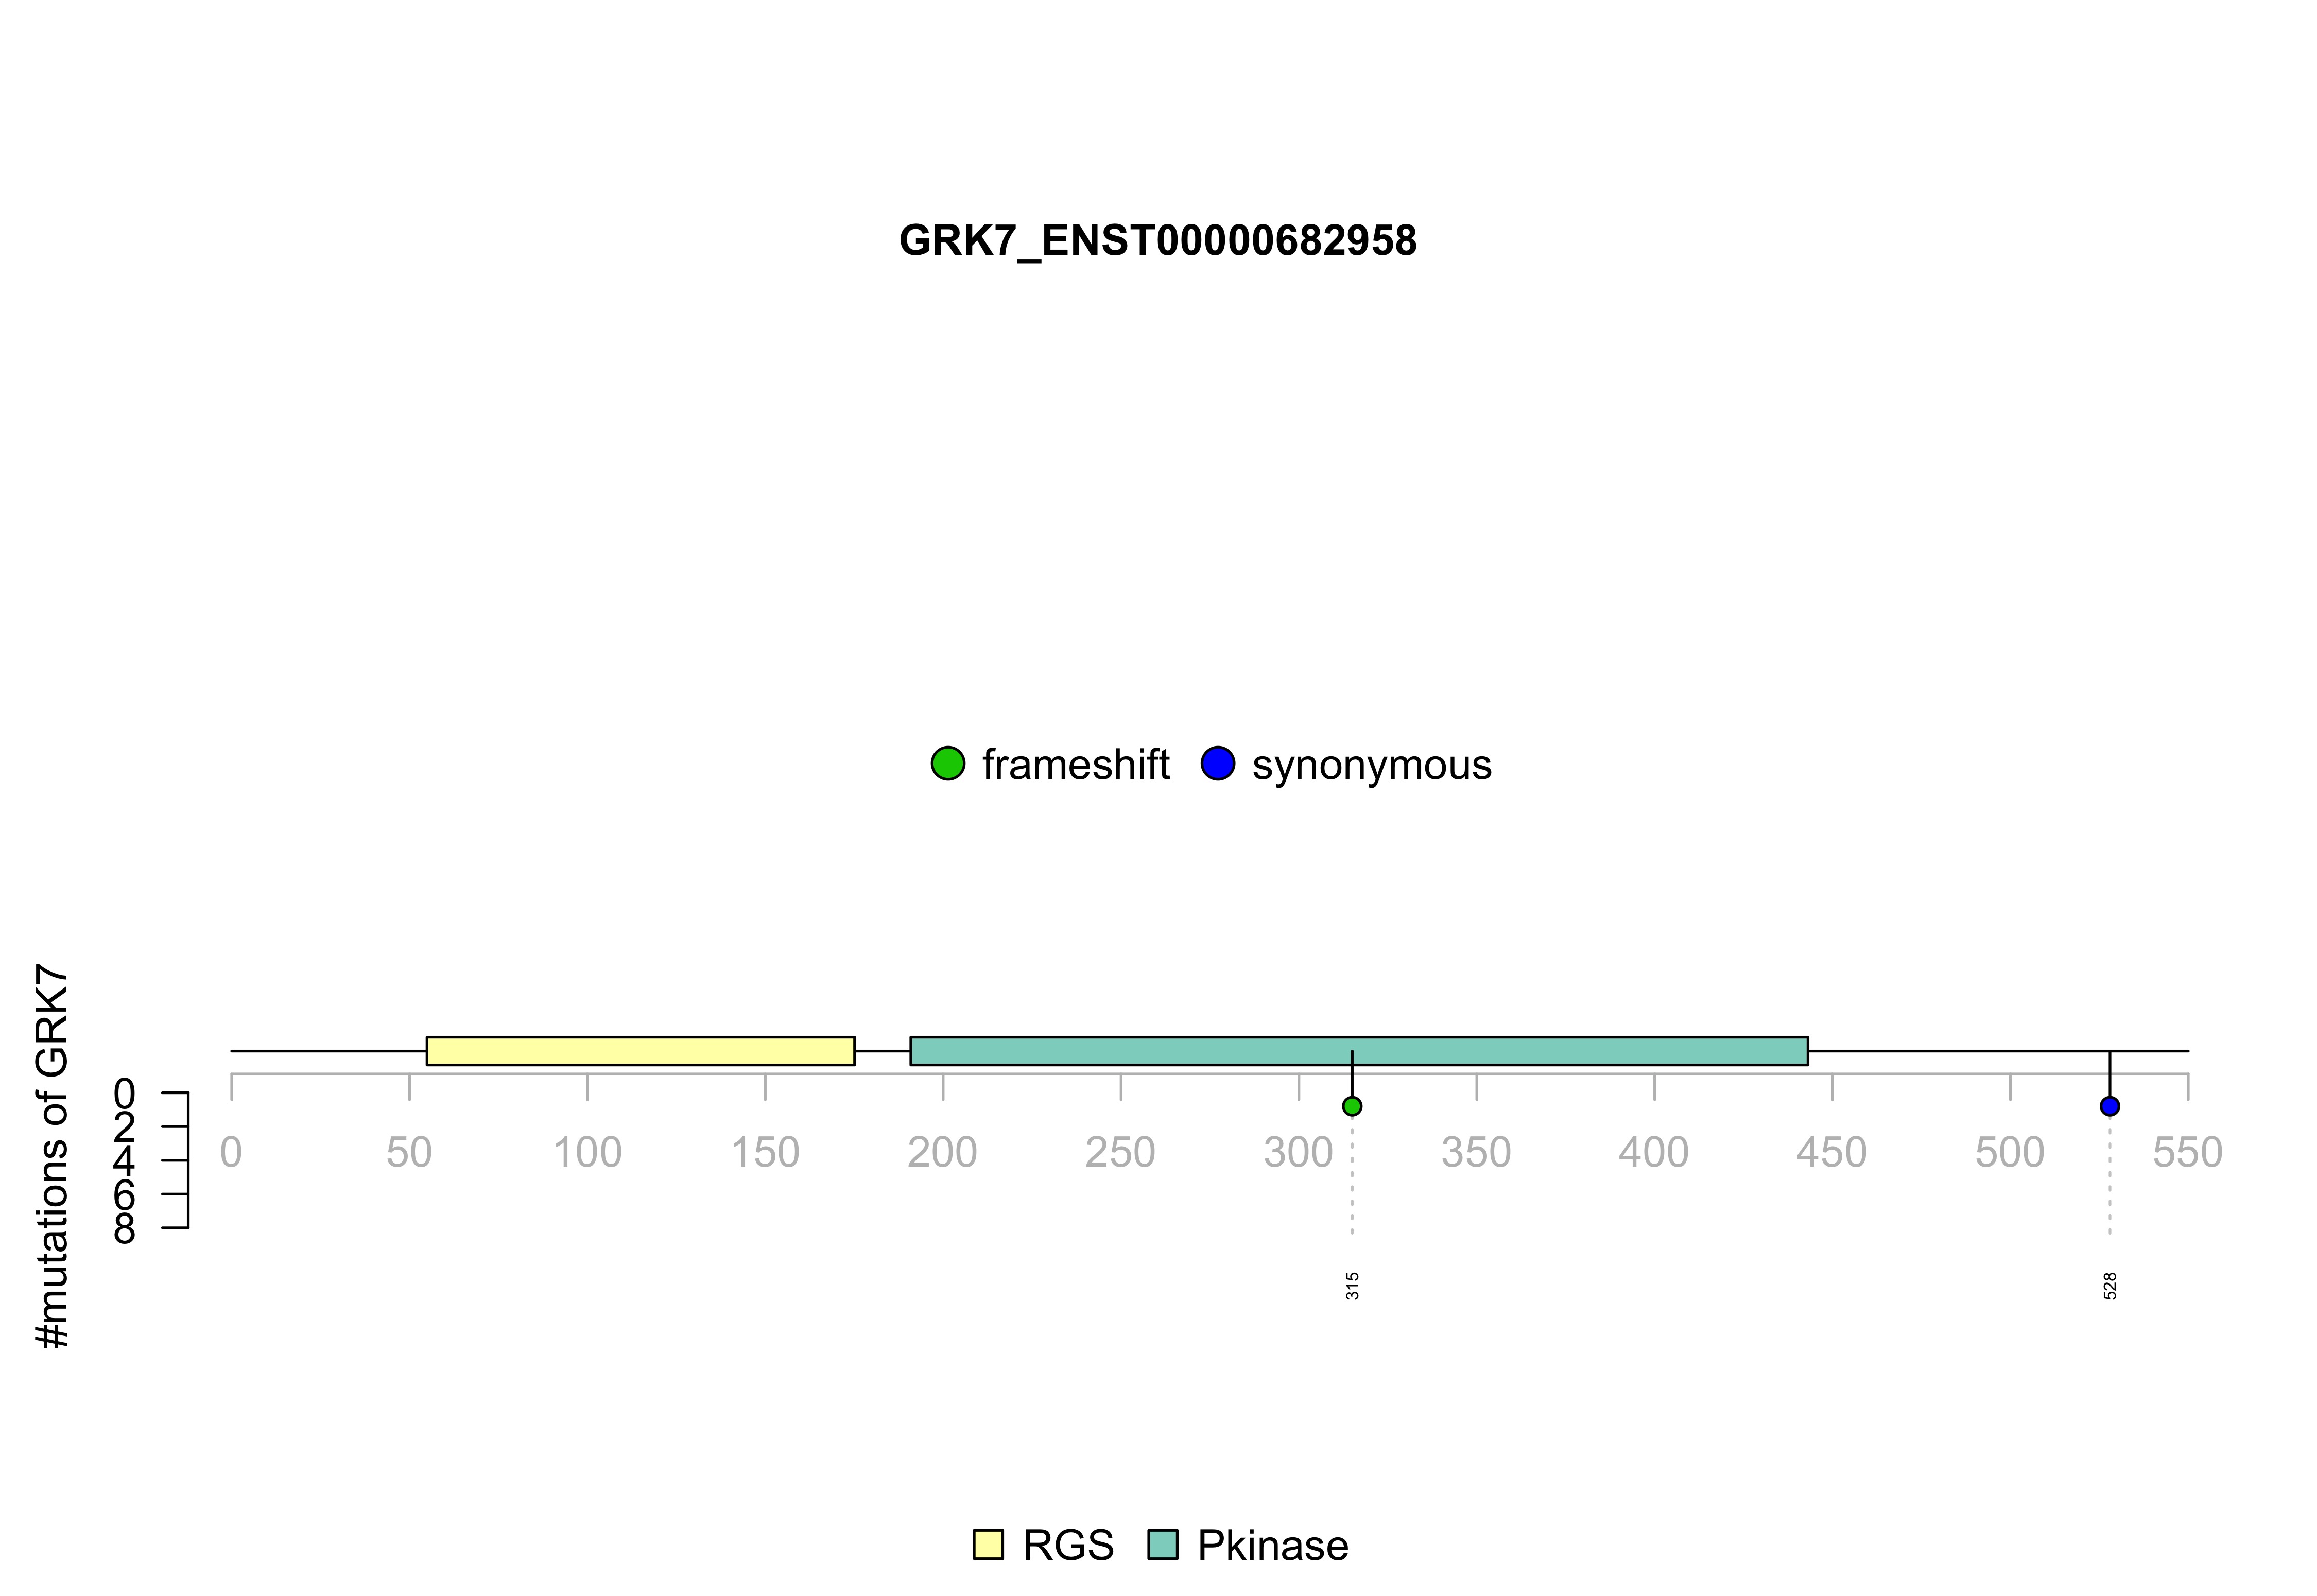 GRK7_ENST00000682958
frameshift synonymous
#mutations of GRK7
0
2
4
6
8
0 50 100 150 200 250 300 350 400 450 500 550
315 528
RGS Pkinase